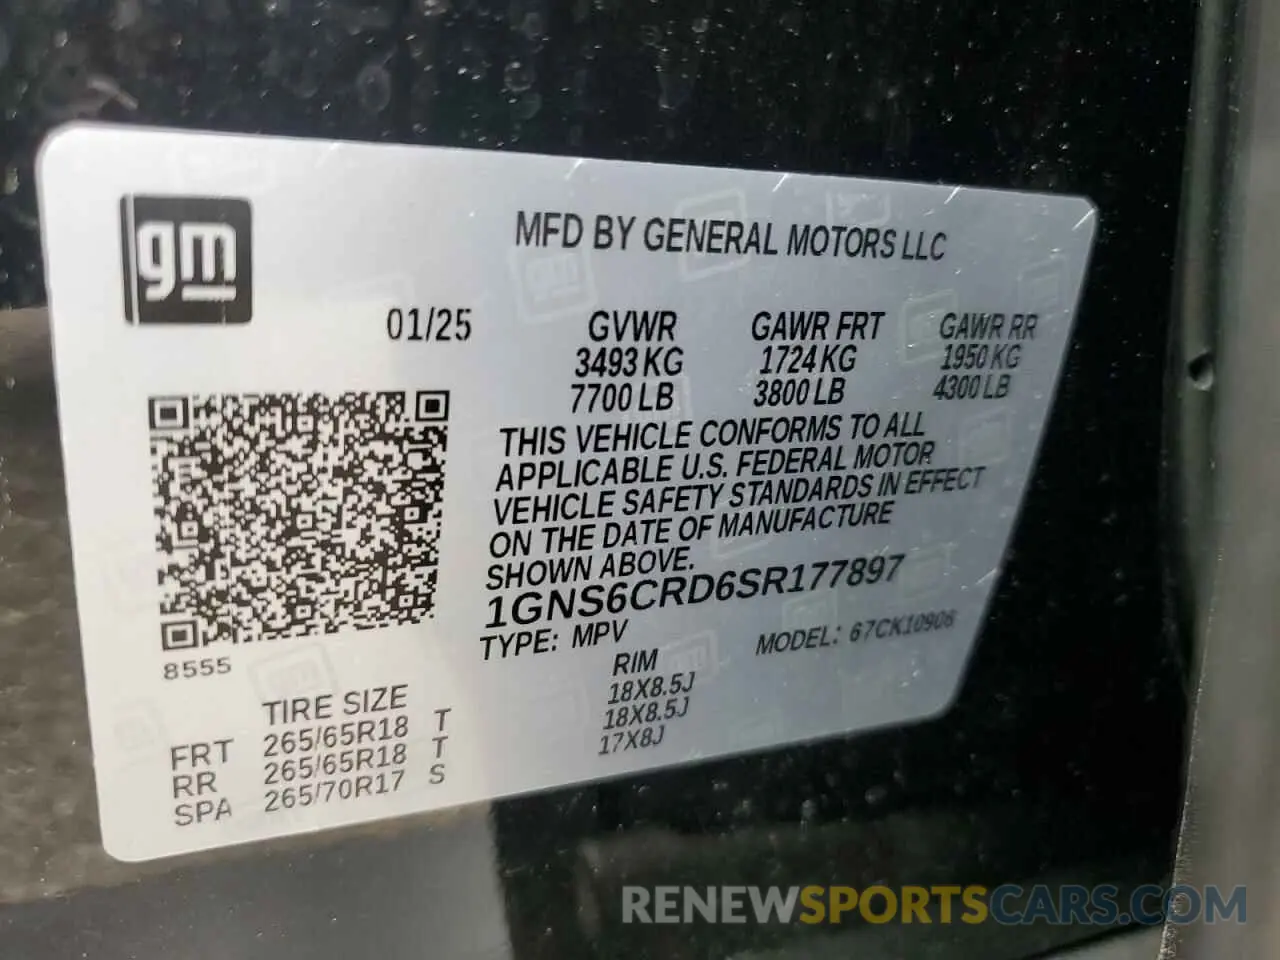 gm
MFD BY GENERAL MOTORS LLC
01/25
GVWR GAWR FRT GAWR RR
3493 KG 1724 KG 1950 KG
7700 LB 3800 LB 4300 LB
THIS VEHICLE CONFORMS TO ALL
APPLICABLE U.S. FEDERAL MOTOR
VEHICLE SAFETY STANDARDS IN EFFECT
ON THE DATE OF MANUFACTURE
SHOWN ABOVE.
1GNS6CRD6SR177897
TYPE: MPV MODEL: 67CK10906
8555
TIRE SIZE RIM
FRT 265/65R18 T 18X8.5J
RR 265/65R18 T 18X8.5J
SPA 265/70R17 S 17X8J
RENEWSPORTSCARS.COM